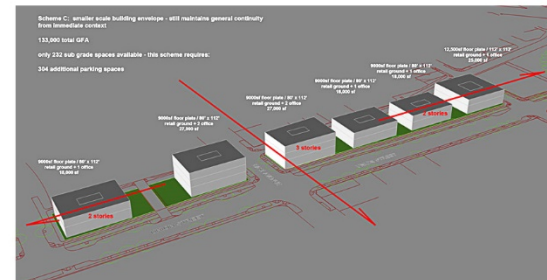 Scheme C: smaller scale building envelope - still maintains general continuity
from immediate context
133,000 total GFA
only 232 sub grade spaces available - this scheme requires:
304 additional parking spaces
12,500sf floor plate / 112' x 112'
retail ground + 1 office
25,000 sf
9000sf floor plate / 80' x 112'
retail ground + 1 office
18,000 sf
9000sf floor plate / 80' x 112'
retail ground + 1 office
18,000 sf
9000sf floor plate / 80' x 112'
retail ground + 2 office
27,000 sf
9000sf floor plate / 80' x 112'
retail ground + 2 office
27,000 sf
9000sf floor plate / 80' x 112'
retail ground + 1 office
18,000 sf
2 stories
3 stories
2 stories